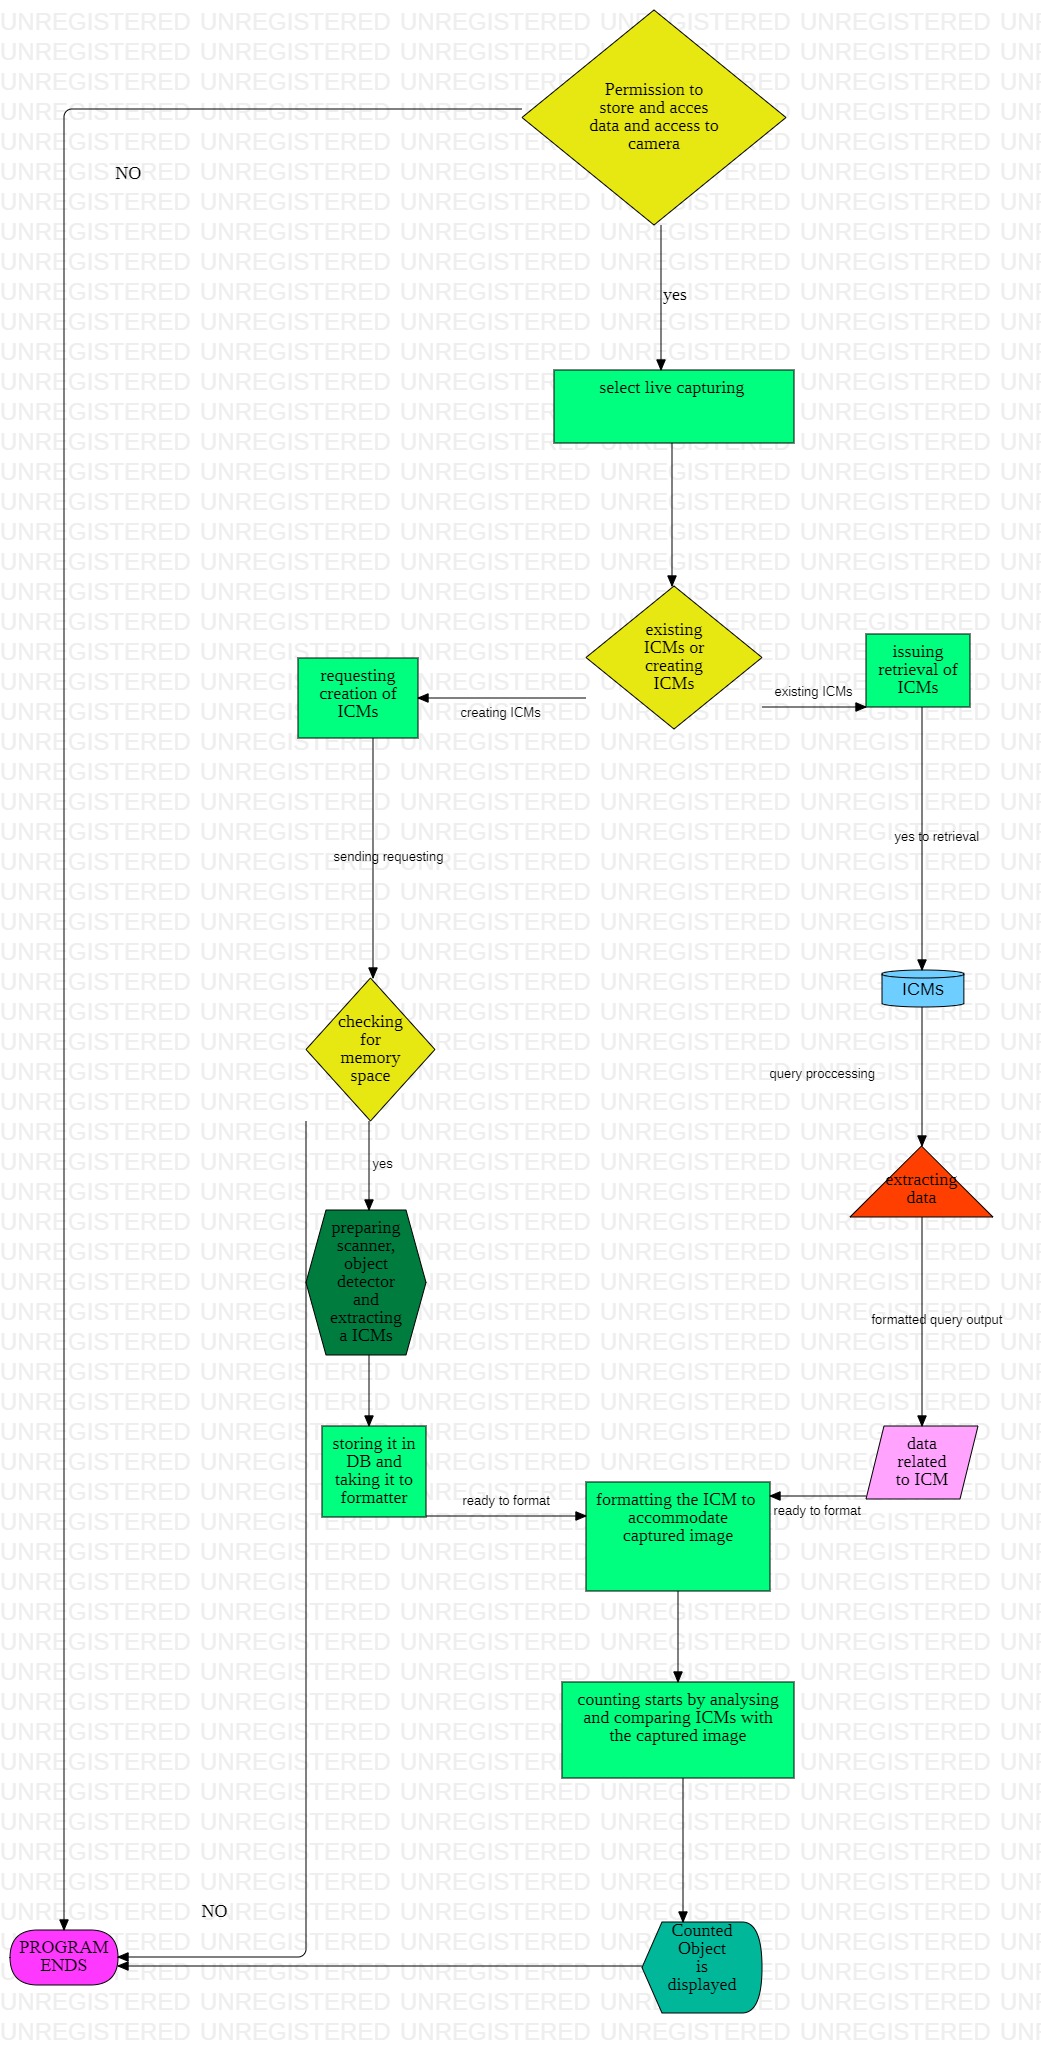 Permission to
store and acces
data and access to
camera
NO
yes
select live capturing
existing
ICMs or
creating
ICMs
issuing
retrieval of
ICMs
requesting
creation of
ICMs
existing ICMs
creating ICMs
yes to retrieval
sending requesting
ICMs
checking
for
memory
space
query proccessing
yes
extracting
data
preparing
scanner,
object
detector
and
extracting
a ICMs
formatted query output
storing it in
DB and
taking it to
formatter
data
related
to ICM
ready to format
ready to format
formatting the ICM to
accommodate
captured image
counting starts by analysing
and comparing ICMs with
the captured image
NO
Counted
Object
is
displayed
PROGRAM
ENDS
UNREGISTERED